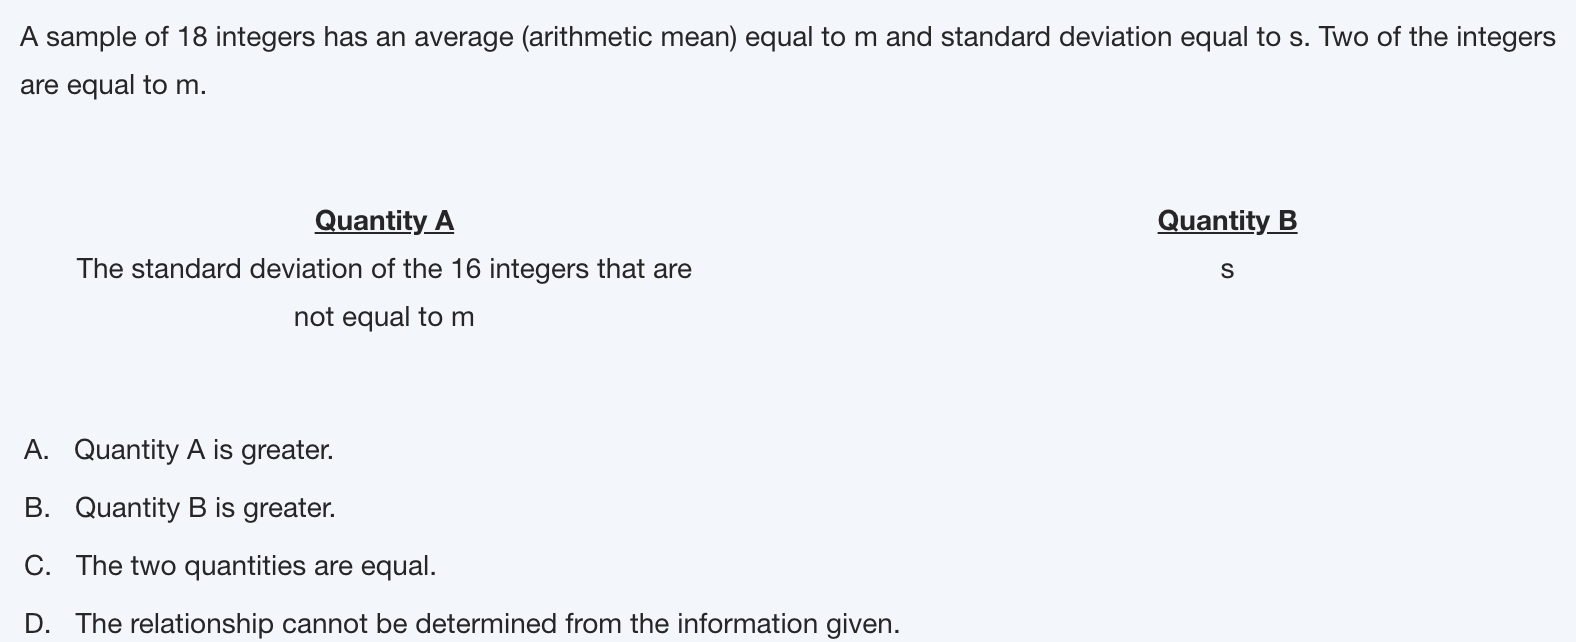 A sample of 18 integers has an average (arithmetic mean) equal to m and standard deviation equal to s. Two of the integers
are equal to m.
Quantity A
The standard deviation of the 16 integers that are
not equal to m
Quantity B
s
A. Quantity A is greater.
B. Quantity B is greater.
C. The two quantities are equal.
D. The relationship cannot be determined from the information given.